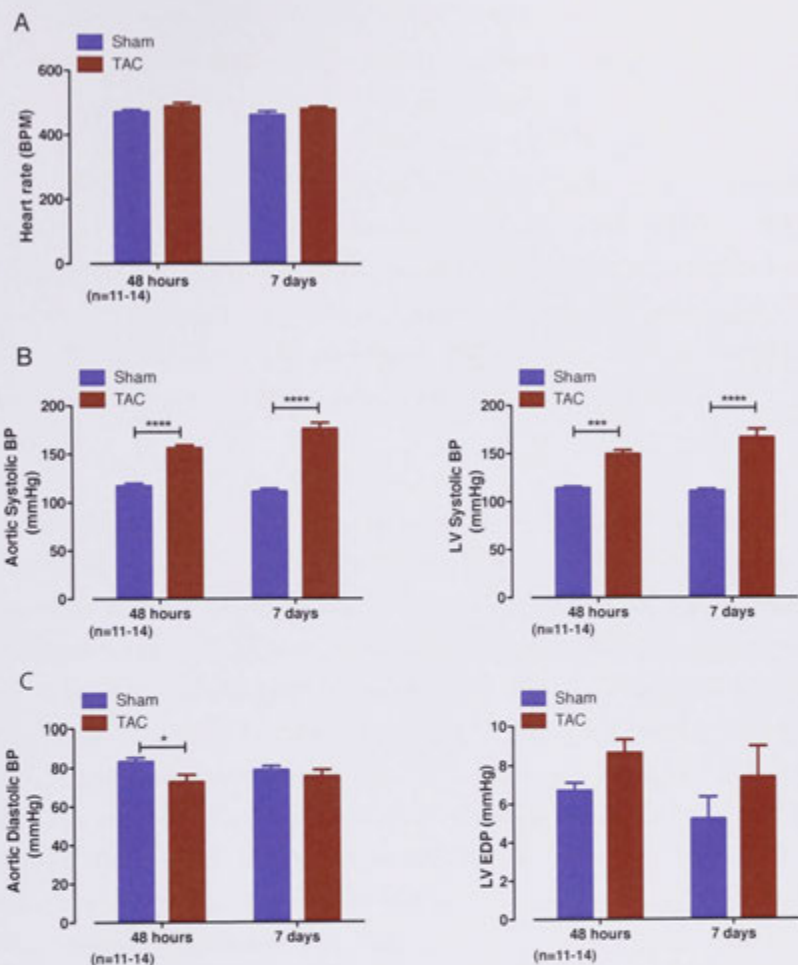 A
Sham
TAC
Heart rate (BPM)
600
400
200
0
48 hours
7 days
(n=11-14)
B
Sham
TAC
Aortic Systolic BP
(mmHg)
200
150
100
50
0
****
****
48 hours
7 days
(n=11-14)
Sham
TAC
LV Systolic BP
(mmHg)
200
150
100
50
0
***
****
48 hours
7 days
(n=11-14)
C
Sham
TAC
Aortic Diastolic BP
(mmHg)
100
80
60
40
20
0
*
48 hours
7 days
(n=11-14)
Sham
TAC
LV EDP (mmHg)
10
8
6
4
2
0
48 hours
7 days
(n=11-14)